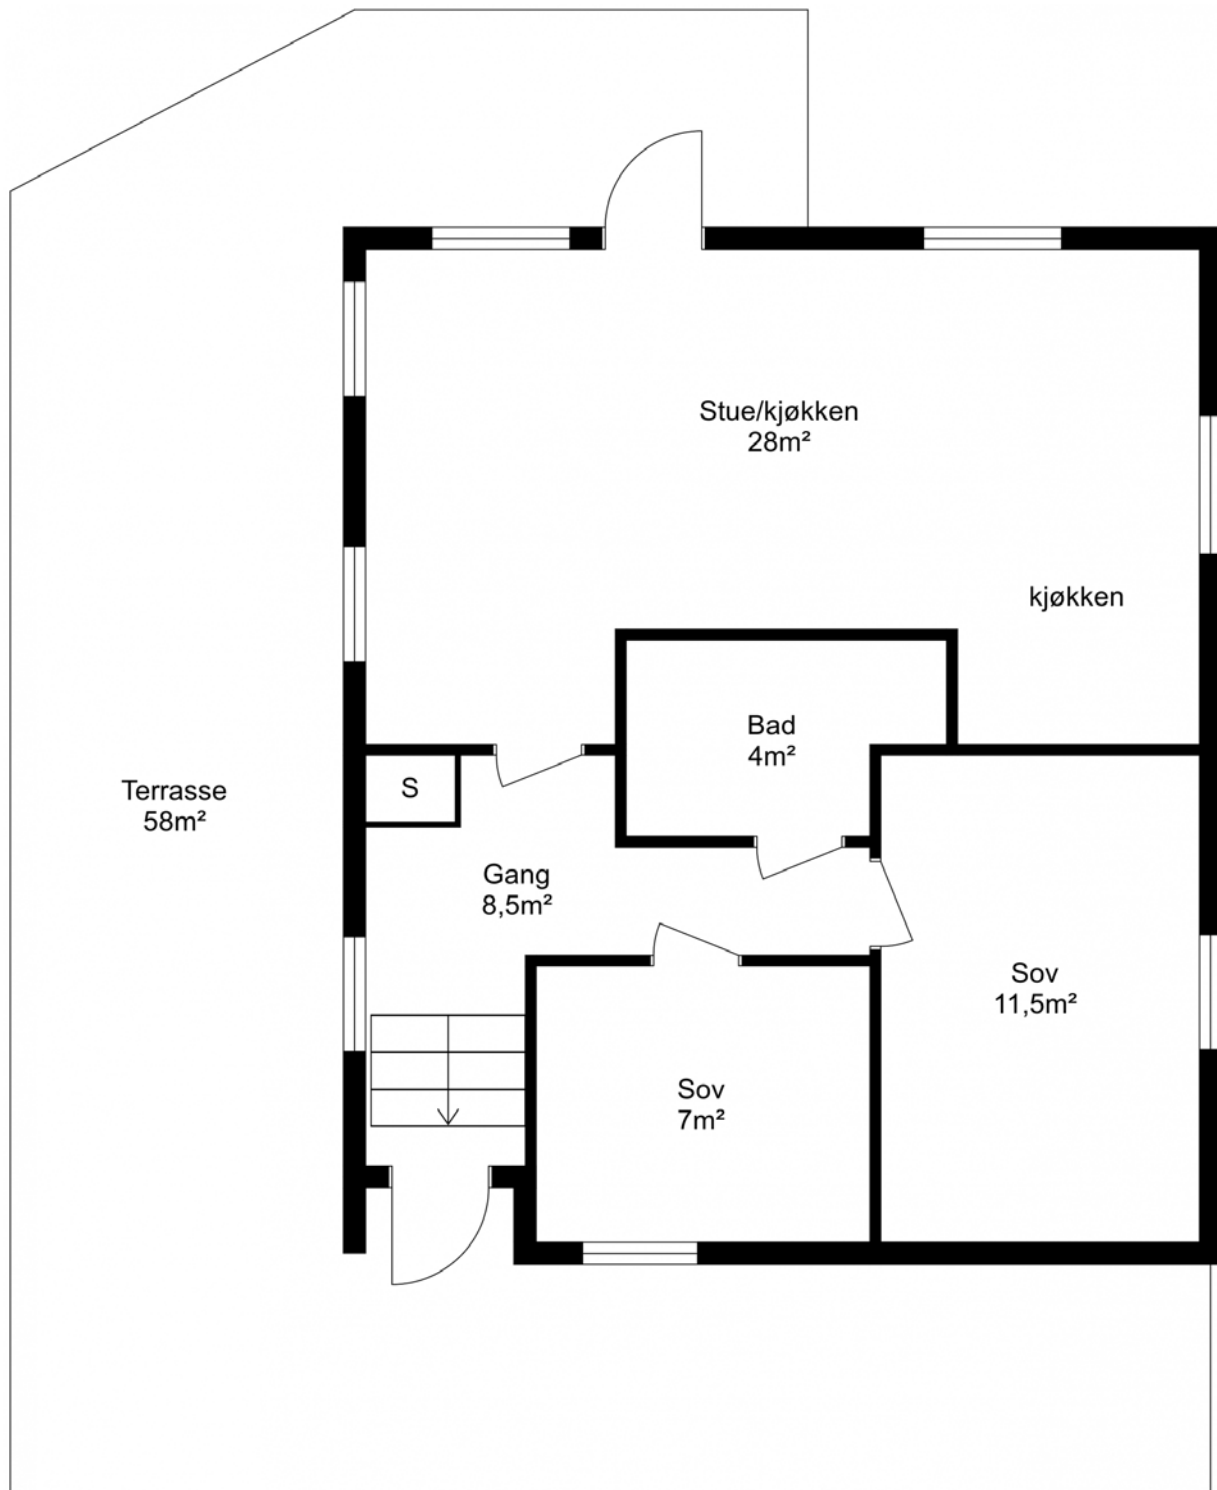 Stue/kjøkken
28m²
kjøkken
Bad
4m²
Terrasse
58m²
S
Gang
8,5m²
Sov
11,5m²
Sov
7m²